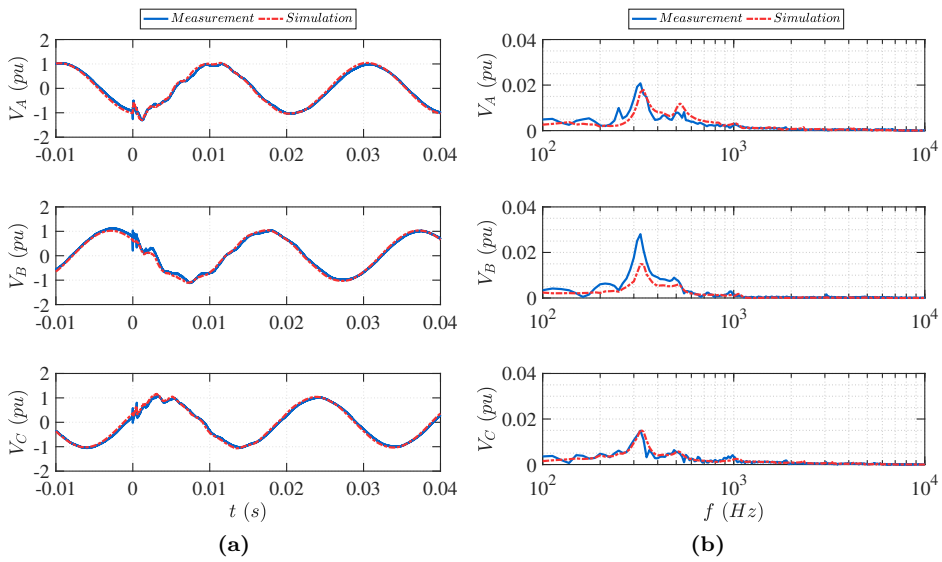 Measurement Simulation
2
1
0
-1
2
V_A (pu)
-0.01 0 0.01 0.02 0.03 0.04
2
1
0
-1
2
V_B (pu)
-0.01 0 0.01 0.02 0.03 0.04
2
1
0
-1
2
V_C (pu)
-0.01 0 0.01 0.02 0.03 0.04
t (s)
(a)
Measurement Simulation
0.04
0.02
0
V_A (pu)
10^2 10^3 10^4
0.04
0.02
0
V_B (pu)
10^2 10^3 10^4
0.04
0.02
0
V_C (pu)
10^2 10^3 10^4
f (Hz)
(b)